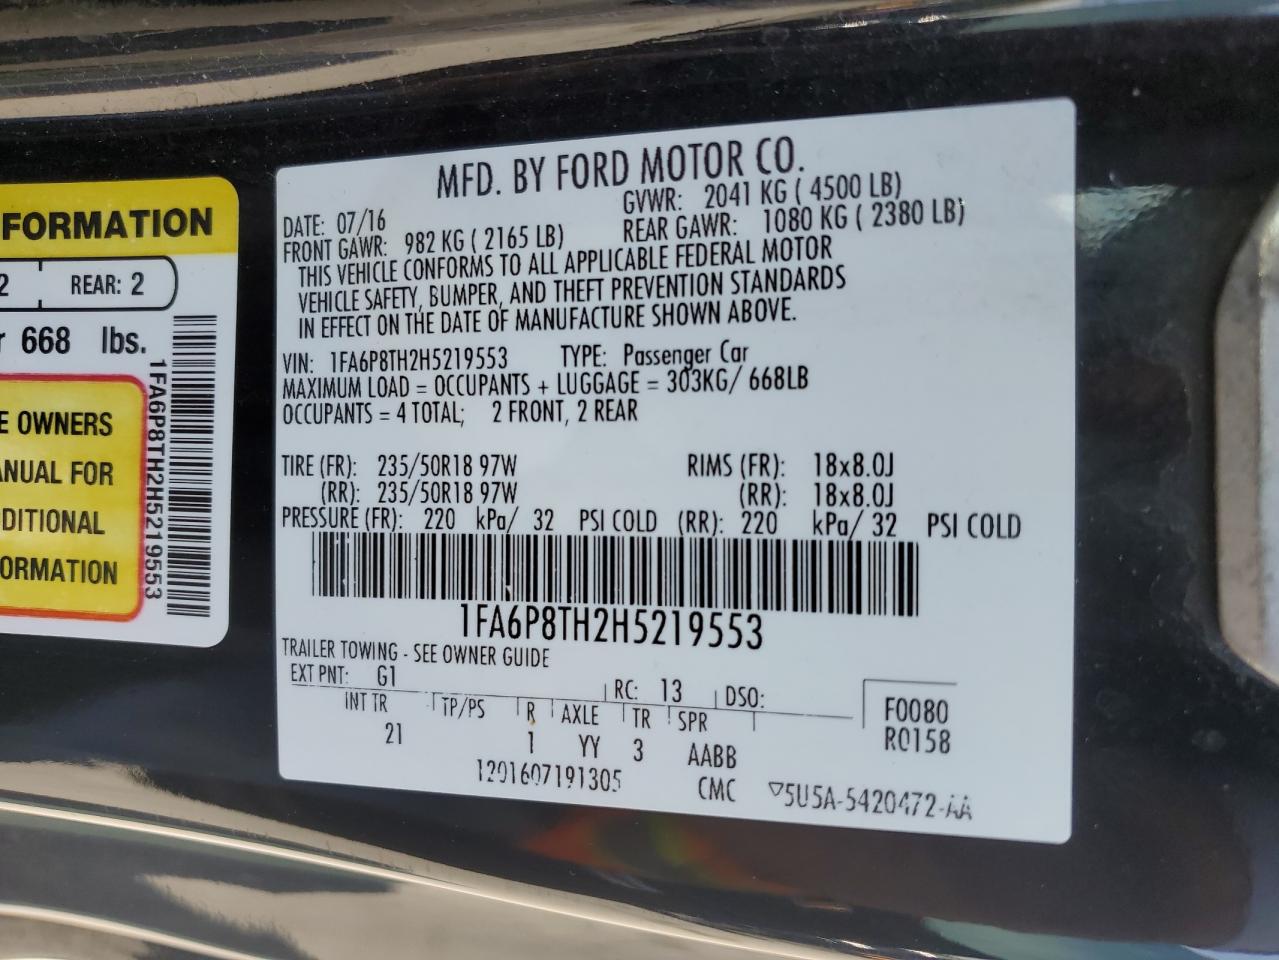 FORMATION
2 REAR: 2
r 668 lbs.
E OWNERS
ANUAL FOR
DDITIONAL
ORMATION
1FA6P8TH2H5219553
MFD. BY FORD MOTOR CO.
DATE: 07/16 GVWR: 2041 KG ( 4500 LB)
FRONT GAWR: 982 KG ( 2165 LB) REAR GAWR: 1080 KG ( 2380 LB)
THIS VEHICLE CONFORMS TO ALL APPLICABLE FEDERAL MOTOR
VEHICLE SAFETY, BUMPER, AND THEFT PREVENTION STANDARDS
IN EFFECT ON THE DATE OF MANUFACTURE SHOWN ABOVE.
VIN: 1FA6P8TH2H5219553 TYPE: Passenger Car
MAXIMUM LOAD = OCCUPANTS + LUGGAGE = 303KG/ 668LB
OCCUPANTS = 4 TOTAL; 2 FRONT, 2 REAR
TIRE (FR): 235/50R18 97W RIMS (FR): 18x8.0J
(RR): 235/50R18 97W (RR): 18x8.0J
PRESSURE (FR): 220 kPa/ 32 PSI COLD (RR): 220 kPa/ 32 PSI COLD
1FA6P8TH2H5219553
TRAILER TOWING - SEE OWNER GUIDE
EXT PNT: G1 RC: 13 DSO:
INT TR TP/PS R AXLE TR SPR F0080
21 1 YY 3 AABB R0158
1201607191305 CMC ▽5U5A-5420472-AA